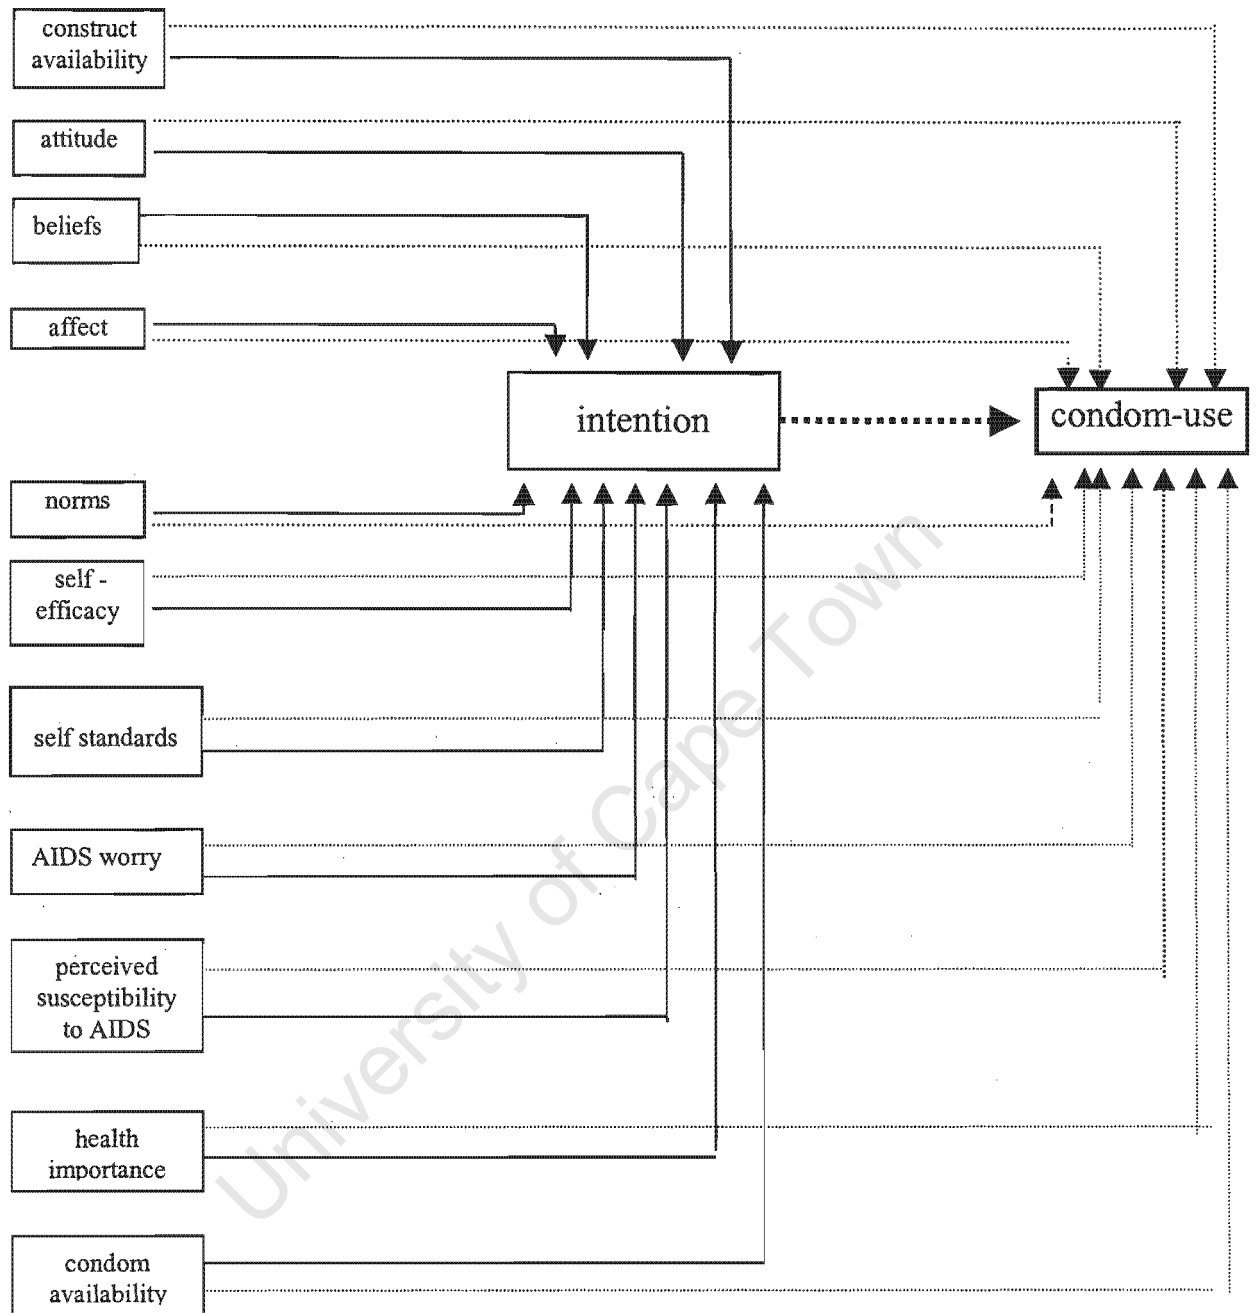 construct
availability
attitude
beliefs
affect
intention
condom-use
norms
self -
efficacy
self standards
AIDS worry
perceived
susceptibility
to AIDS
health
importance
condom
availability
University of Cape Town